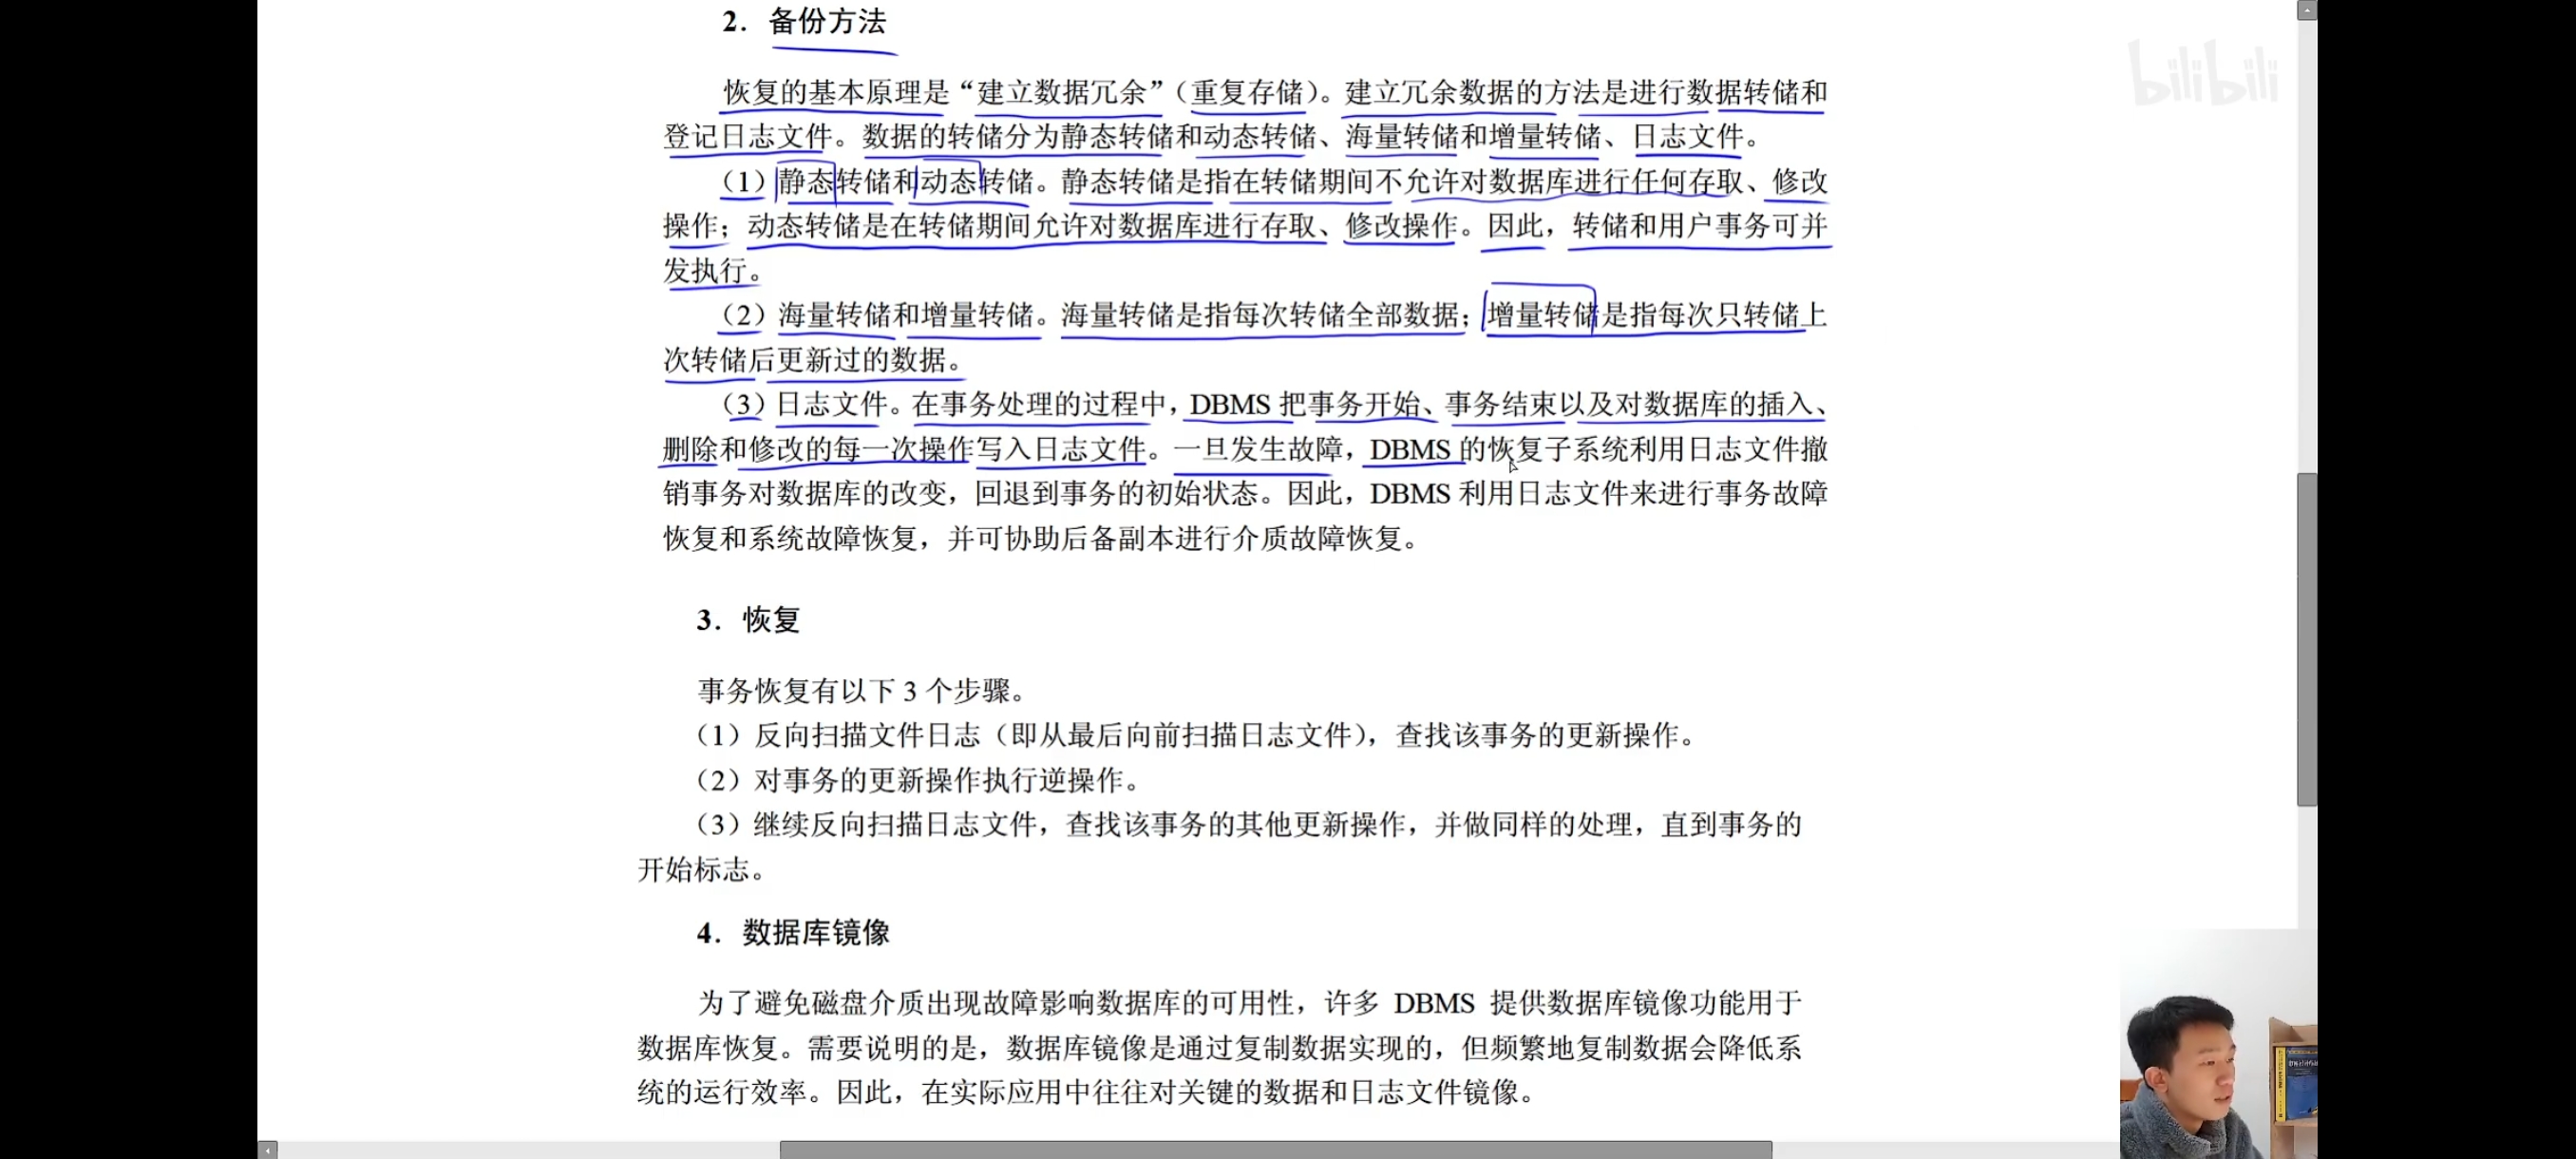 2. 备份方法
bilibili
恢复的基本原理是“建立数据冗余”（重复存储）。建立冗余数据的方法是进行数据转储和
登记日志文件。数据的转储分为静态转储和动态转储、海量转储和增量转储、日志文件。
（1）静态转储和动态转储。静态转储是指在转储期间不允许对数据库进行任何存取、修改
操作；动态转储是在转储期间允许对数据库进行存取、修改操作。因此，转储和用户事务可并
发执行。
（2）海量转储和增量转储。海量转储是指每次转储全部数据；增量转储是指每次只转储上
次转储后更新过的数据。
（3）日志文件。在事务处理的过程中，DBMS 把事务开始、事务结束以及对数据库的插入、
删除和修改的每一次操作写入日志文件。一旦发生故障，DBMS 的恢复子系统利用日志文件撤
销事务对数据库的改变，回退到事务的初始状态。因此，DBMS 利用日志文件来进行事务故障
恢复和系统故障恢复，并可协助后备副本进行介质故障恢复。
3. 恢复
事务恢复有以下 3 个步骤。
（1）反向扫描文件日志（即从最后向前扫描日志文件），查找该事务的更新操作。
（2）对事务的更新操作执行逆操作。
（3）继续反向扫描日志文件，查找该事务的其他更新操作，并做同样的处理，直到事务的
开始标志。
4. 数据库镜像
为了避免磁盘介质出现故障影响数据库的可用性，许多 DBMS 提供数据库镜像功能用于
数据库恢复。需要说明的是，数据库镜像是通过复制数据实现的，但频繁地复制数据会降低系
统的运行效率。因此，在实际应用中往往对关键的数据和日志文件镜像。